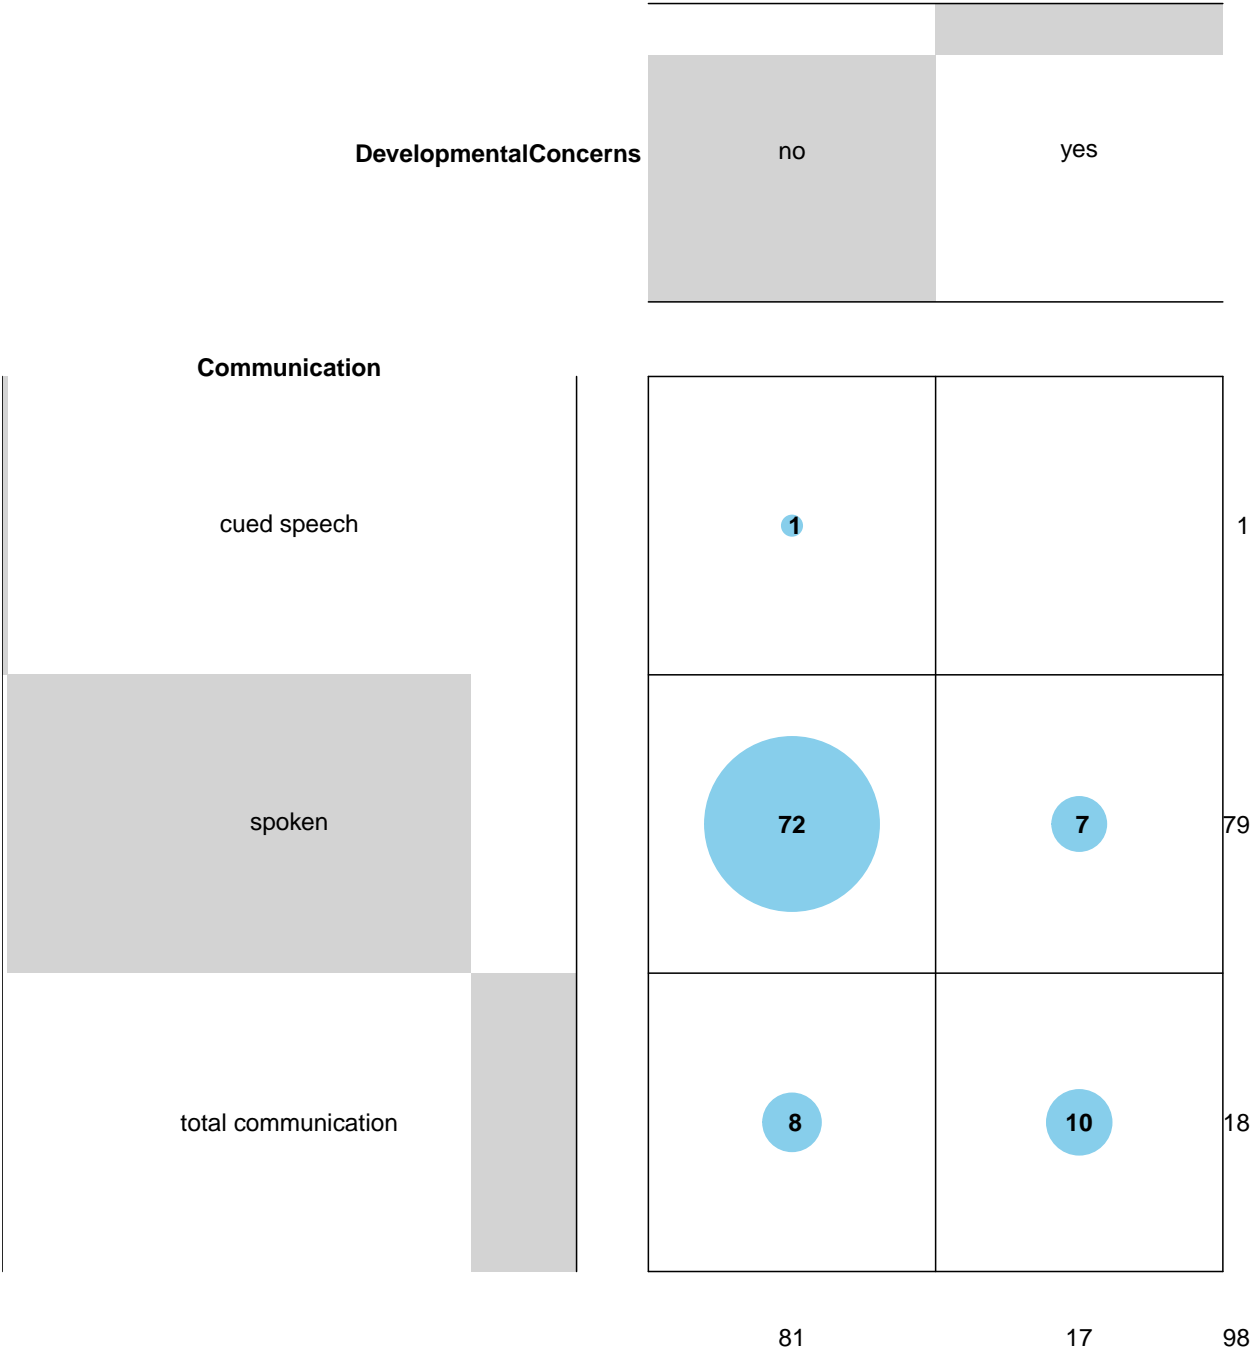 DevelopmentalConcerns no yes
Communication
cued speech 1 1
spoken 72 7 79
total communication 8 10 18
81 17 98